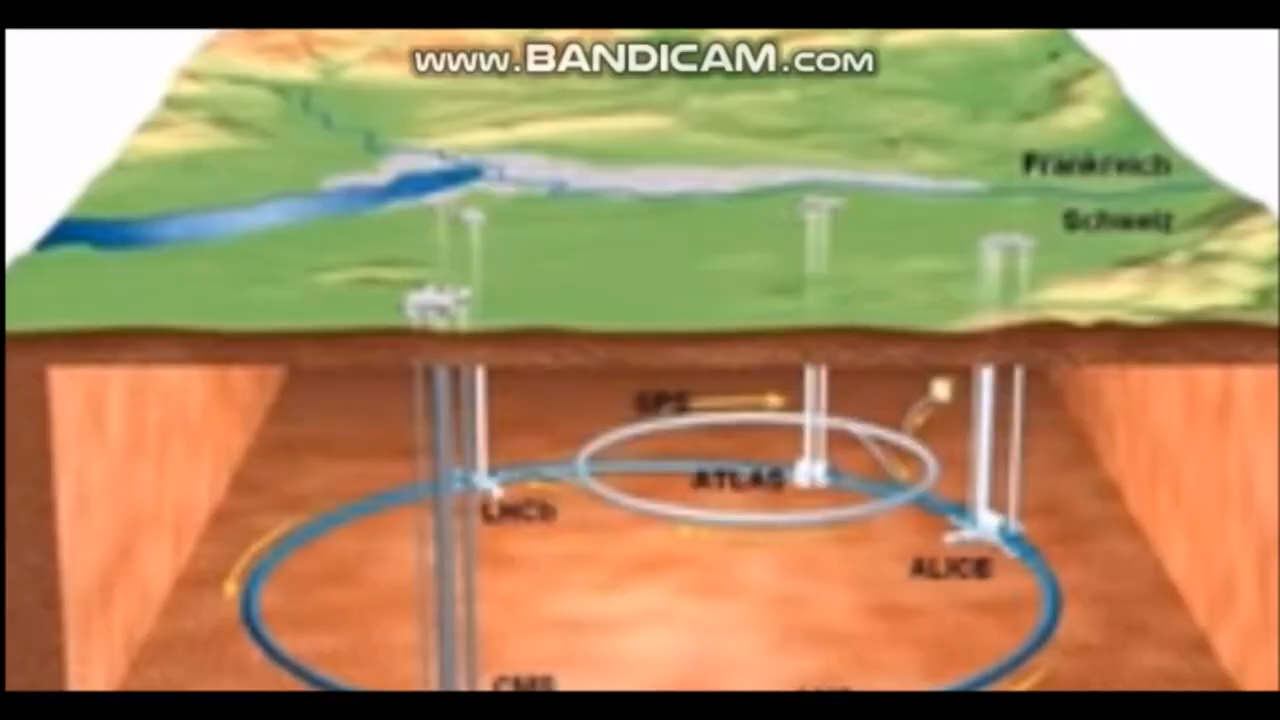 www.BANDICAM.com
Frankreich
Schweiz
SPS
ATLAS
LHCb
ALICE
CMS